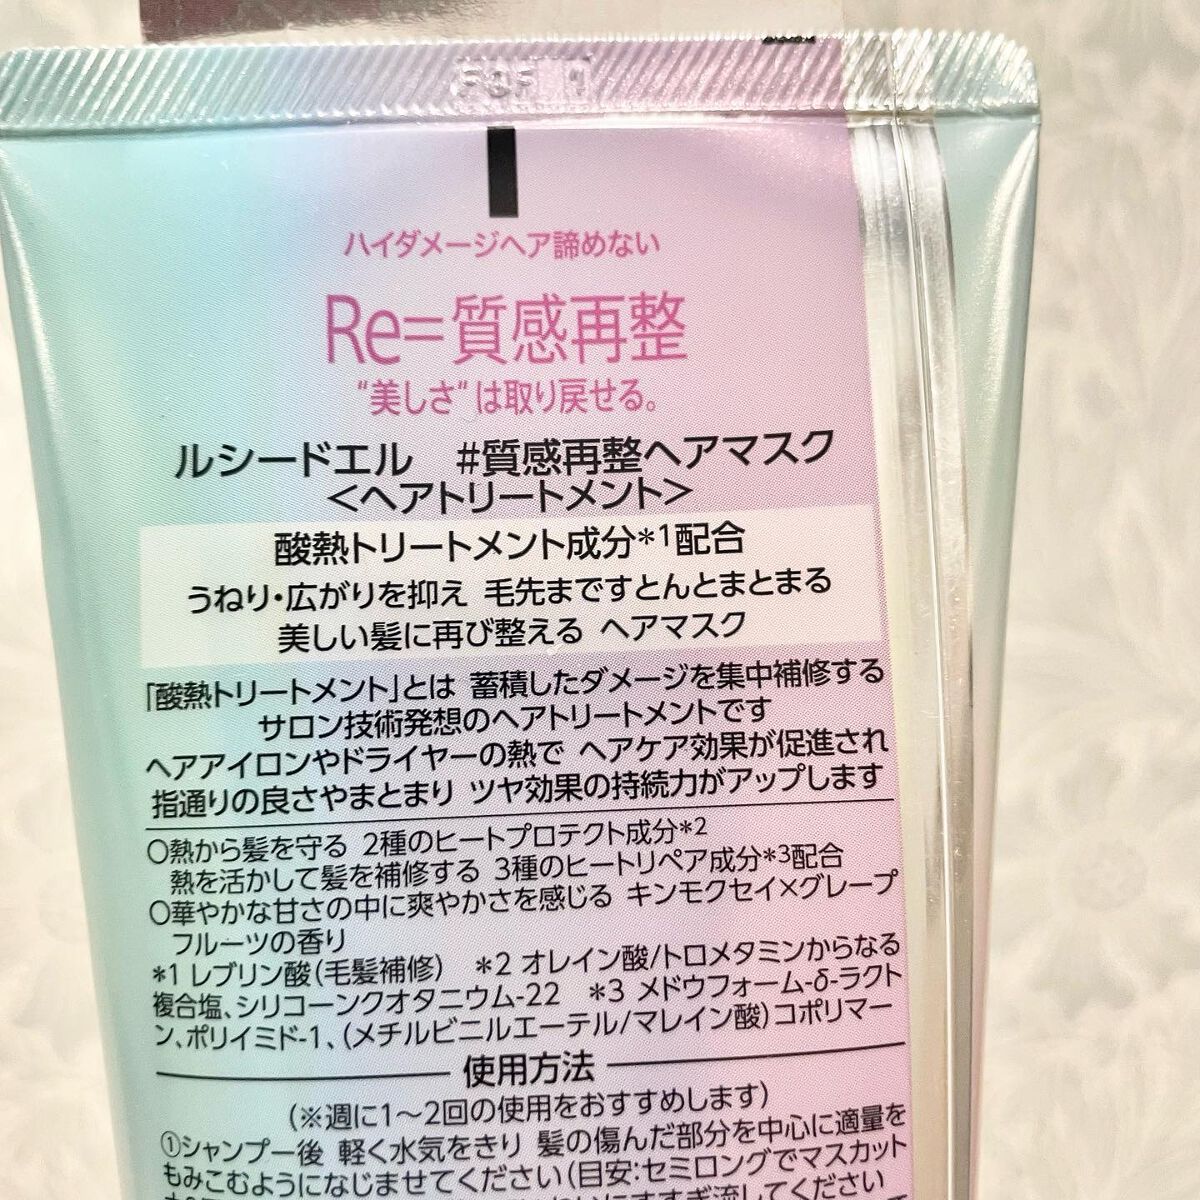 ハイダメージヘア諦めない
Re=質感再整
“美しさ“は取り戻せる。
ルシードエル #質感再整ヘアマスク
<ヘアトリートメント>
酸熱トリートメント成分*1配合
うねり・広がりを抑え 毛先まですとんとまとまる
美しい髪に再び整える ヘアマスク
「酸熱トリートメント」とは 蓄積したダメージを集中補修する
サロン技術発想のヘアトリートメントです
ヘアアイロンやドライヤーの熱で ヘアケア効果が促進され
指通りの良さやまとまり ツヤ効果の持続力がアップします
○熱から髪を守る 2種のヒートプロテクト成分*2
熱を活かして髪を補修する 3種のヒートリペア成分*3配合
○華やかな甘さの中に爽やかさを感じる キンモクセイ×グレープ
フルーツの香り
*1 レブリン酸(毛髪補修) *2 オレイン酸/トロメタミンからなる
複合塩、シリコーンクオタニウム-22 *3 メドウフォーム-δ-ラクト
ン、ポリイミド-1、(メチルビニルエーテル/マレイン酸)コポリマー
使用方法
(※週に1~2回の使用をおすすめします)
①シャンプー後 軽く水気をきり 髪の傷んだ部分を中心に適量を
もみこむようになじませてください(目安:セミロングでマスカット
すすぎ流してください